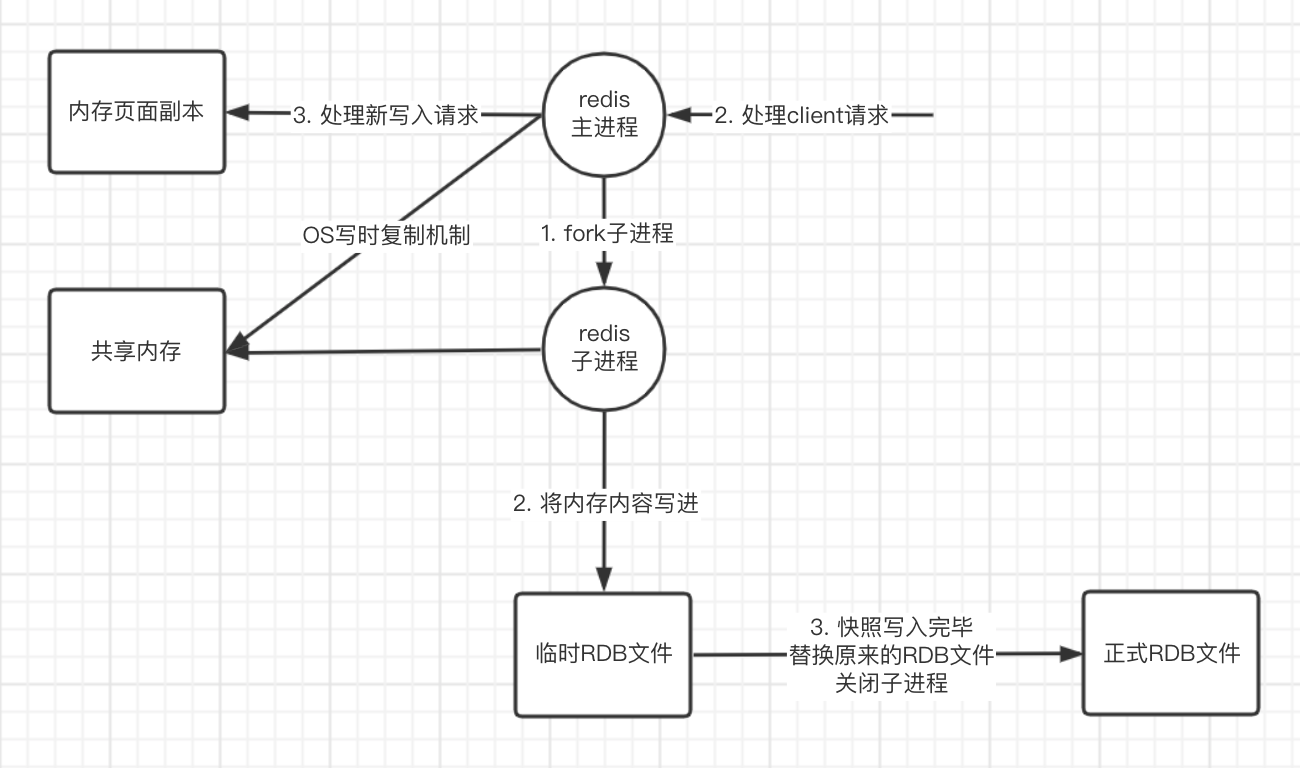 内存页面副本
3. 处理新写入请求
redis
主进程
2. 处理client请求
OS写时复制机制
1. fork子进程
共享内存
redis
子进程
2. 将内存内容写进
临时RDB文件
3. 快照写入完毕
替换原来的RDB文件
关闭子进程
正式RDB文件